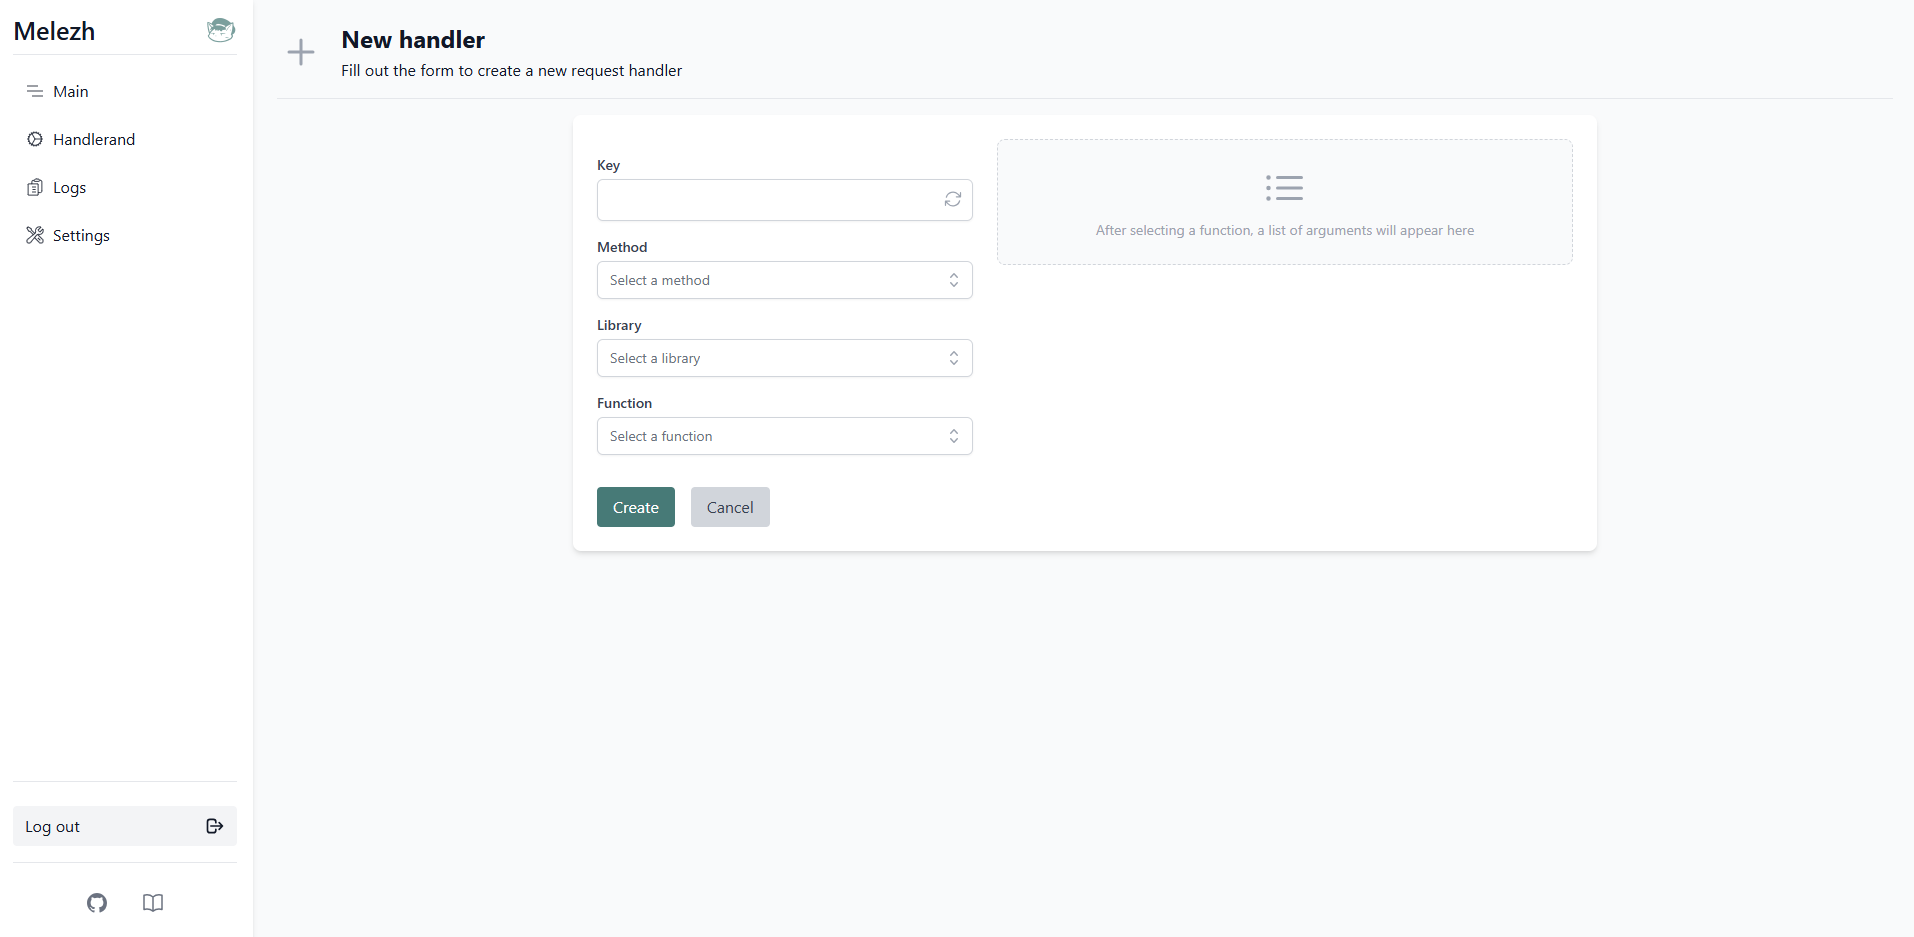 Melezh
Main
Handlerand
Logs
Settings
Log out
New handler
Fill out the form to create a new request handler
Key
Method
Select a method
Library
Select a library
Function
Select a function
Create
Cancel
After selecting a function, a list of arguments will appear here